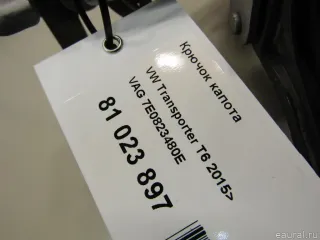 Крючок капота
VW Transporter T6 2015>
VAG 7E0823480E
81 023 897
eaural.ru